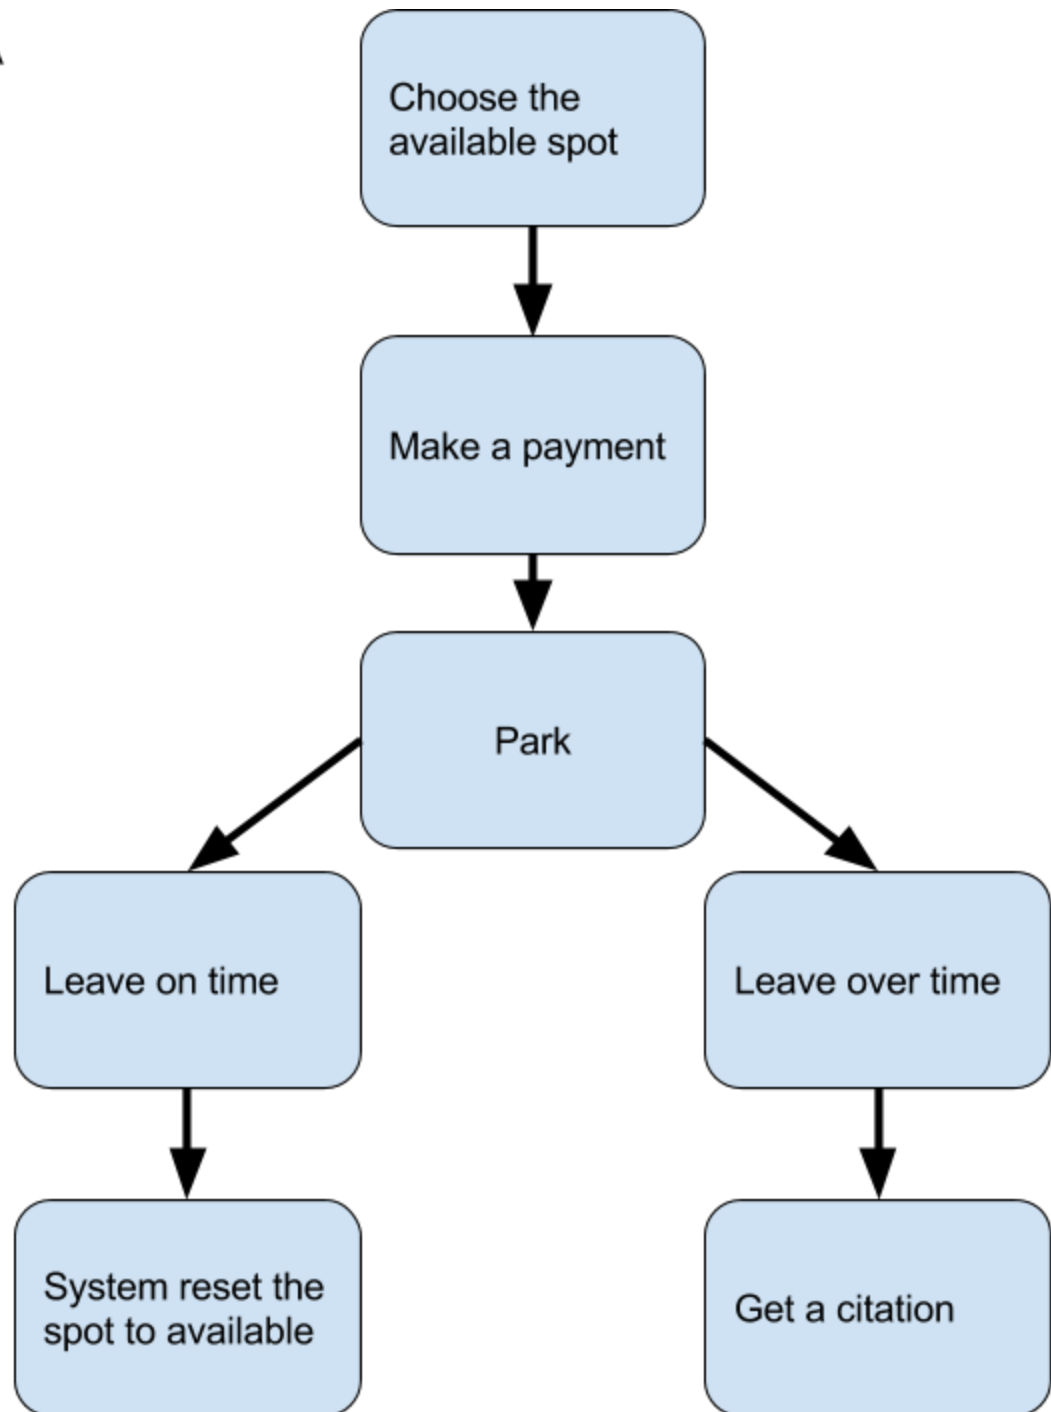 Choose the
available spot
Make a payment
Park
Leave on time
Leave over time
System reset the
spot to available
Get a citation